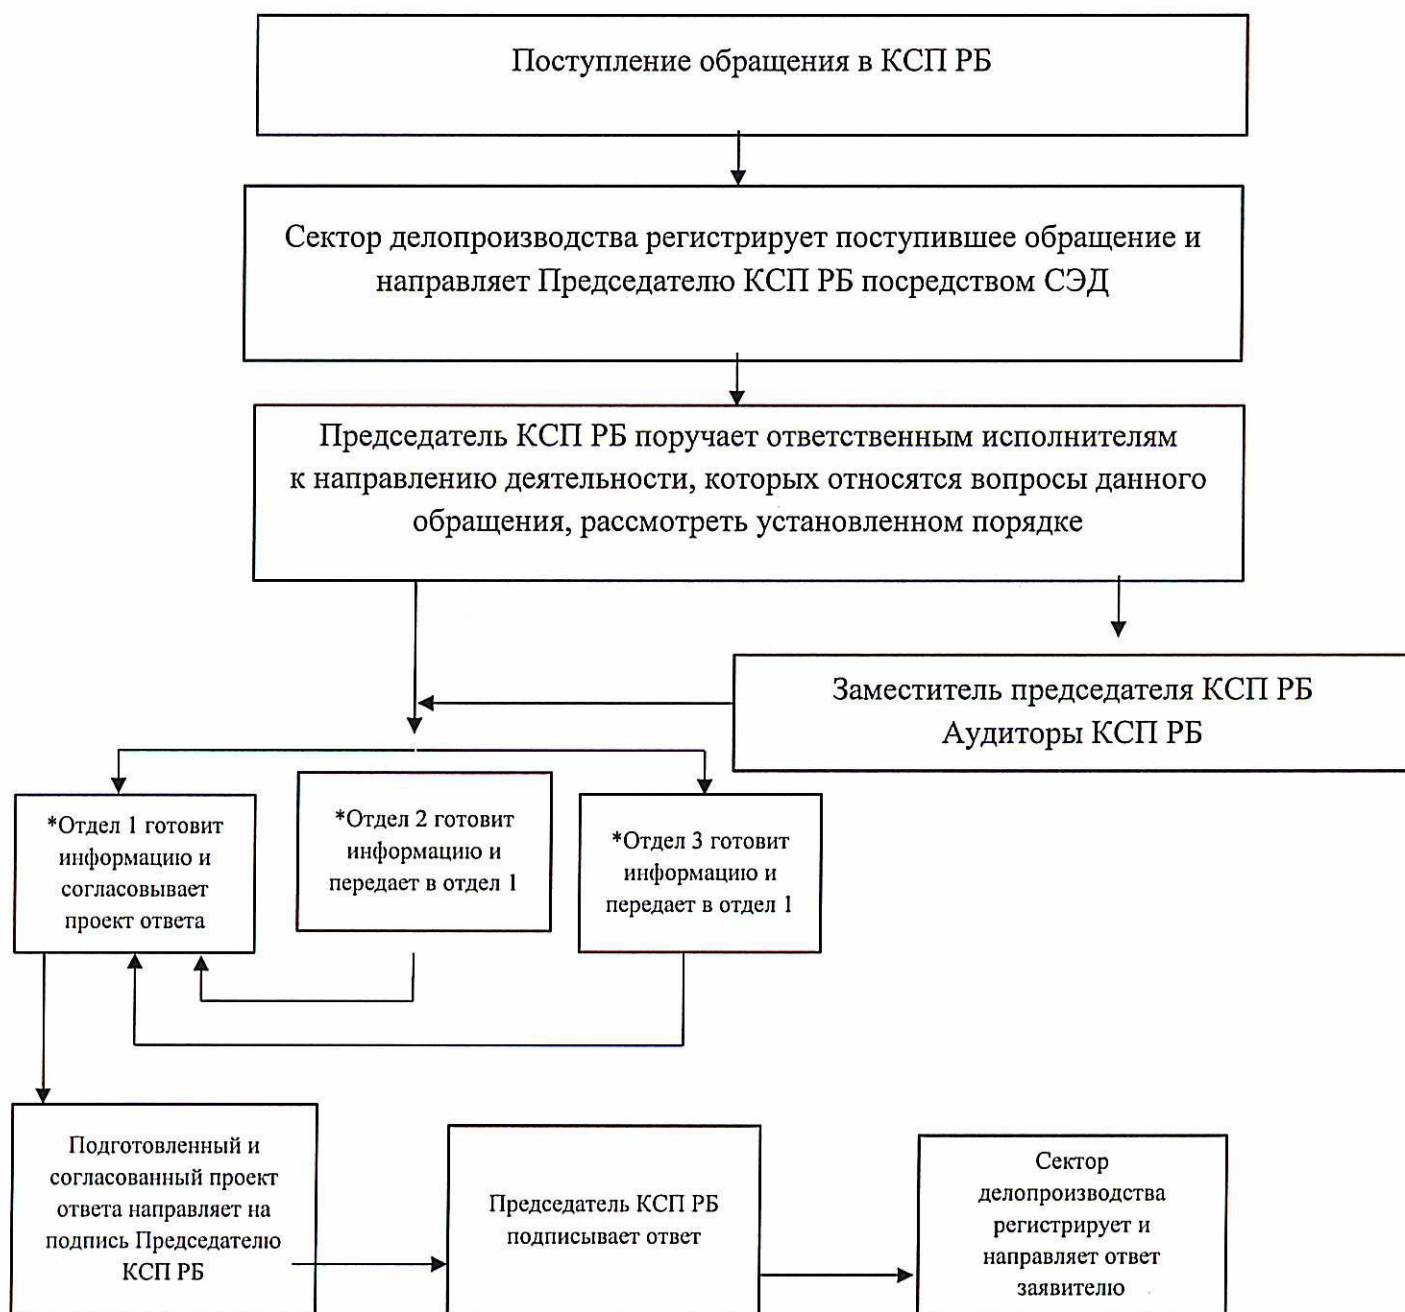 Поступление обращения в КСП РБ
Сектор делопроизводства регистрирует поступившее обращение и
направляет Председателю КСП РБ посредством СЭД
Председатель КСП РБ поручает ответственным исполнителям
к направлению деятельности, которых относятся вопросы данного
обращения, рассмотреть установленном порядке
Заместитель председателя КСП РБ
Аудиторы КСП РБ
*Отдел 1 готовит
информацию и
согласовывает
проект ответа
*Отдел 2 готовит
информацию и
передает в отдел 1
*Отдел 3 готовит
информацию и
передает в отдел 1
Подготовленный и
согласованный проект
ответа направляет на
подпись Председателю
КСП РБ
Председатель КСП РБ
подписывает ответ
Сектор
делопроизводства
регистрирует и
направляет ответ
заявителю